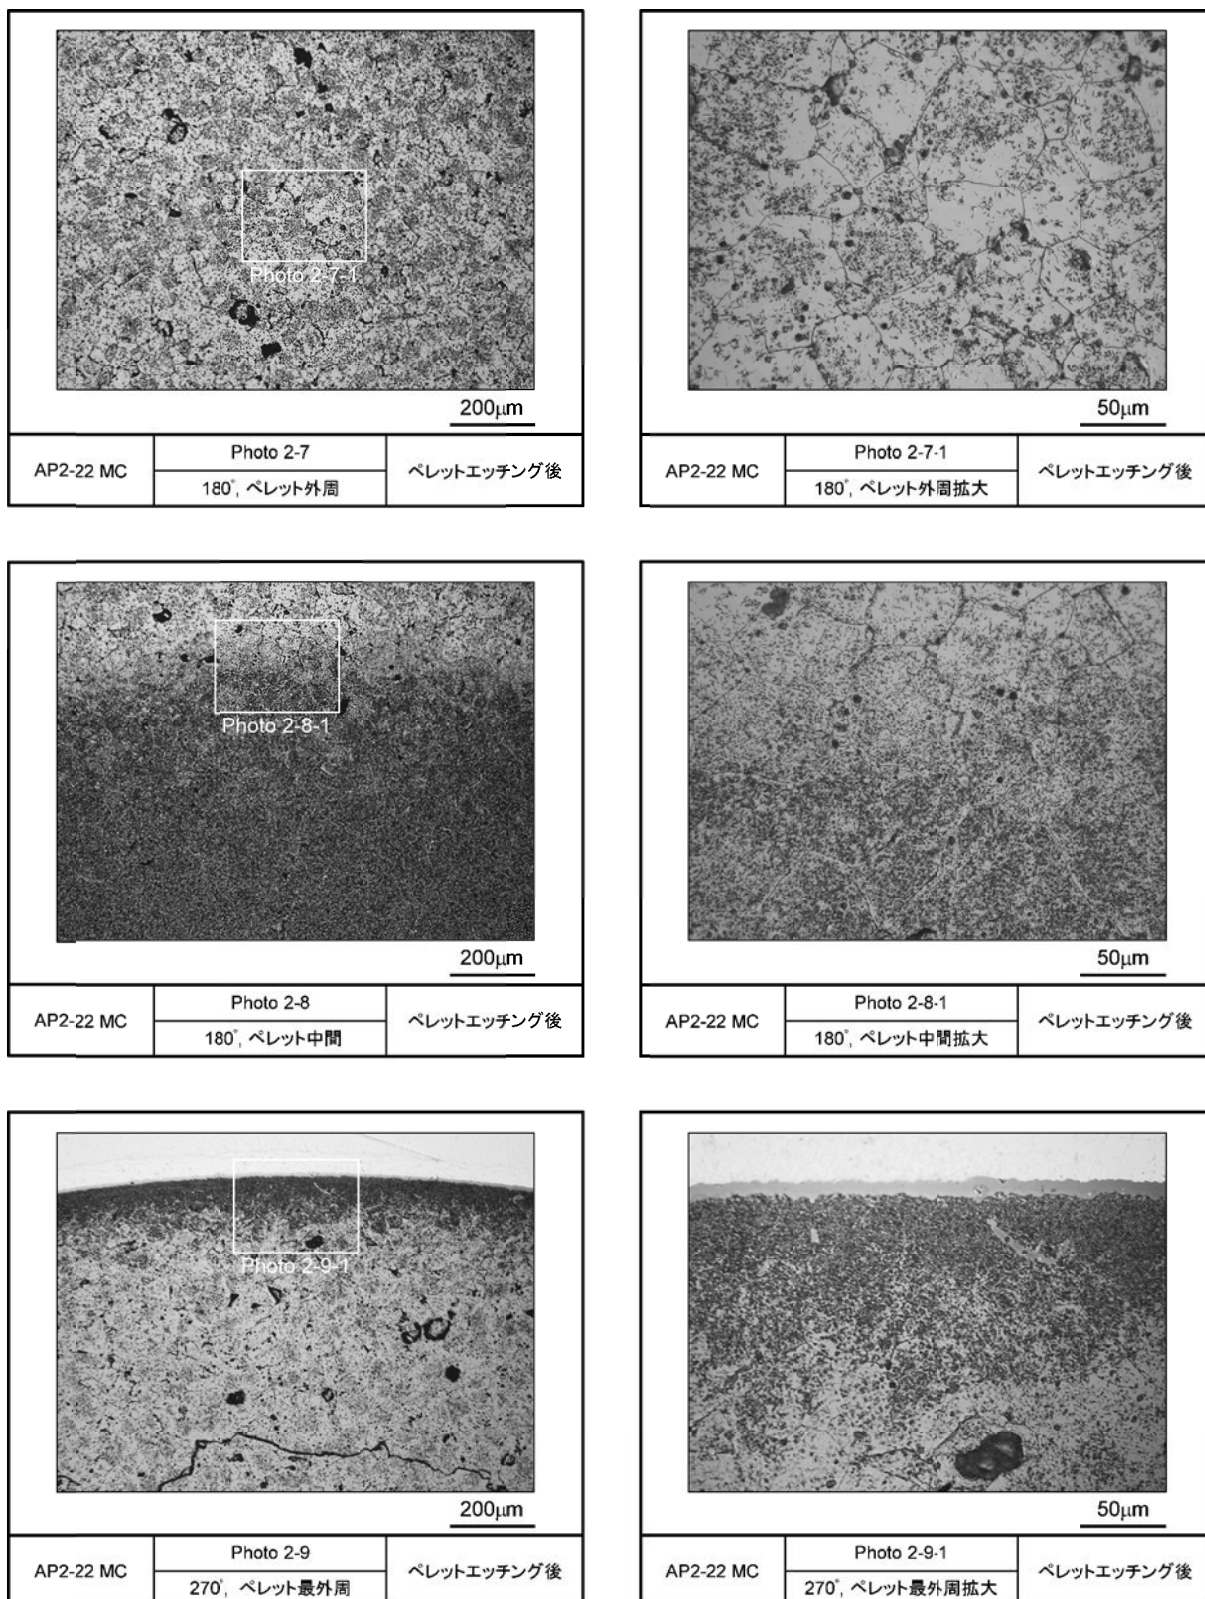 Photo 2-7-1
200μm
AP2-22 MC
Photo 2-7
180°, ペレット外周
ペレットエッチング後
50μm
AP2-22 MC
Photo 2-7-1
180°, ペレット外周拡大
ペレットエッチング後
Photo 2-8-1
200μm
AP2-22 MC
Photo 2-8
180°, ペレット中間
ペレットエッチング後
50μm
AP2-22 MC
Photo 2-8-1
180°, ペレット中間拡大
ペレットエッチング後
Photo 2-9-1
200μm
AP2-22 MC
Photo 2-9
270°, ペレット最外周
ペレットエッチング後
50μm
AP2-22 MC
Photo 2-9-1
270°, ペレット最外周拡大
ペレットエッチング後